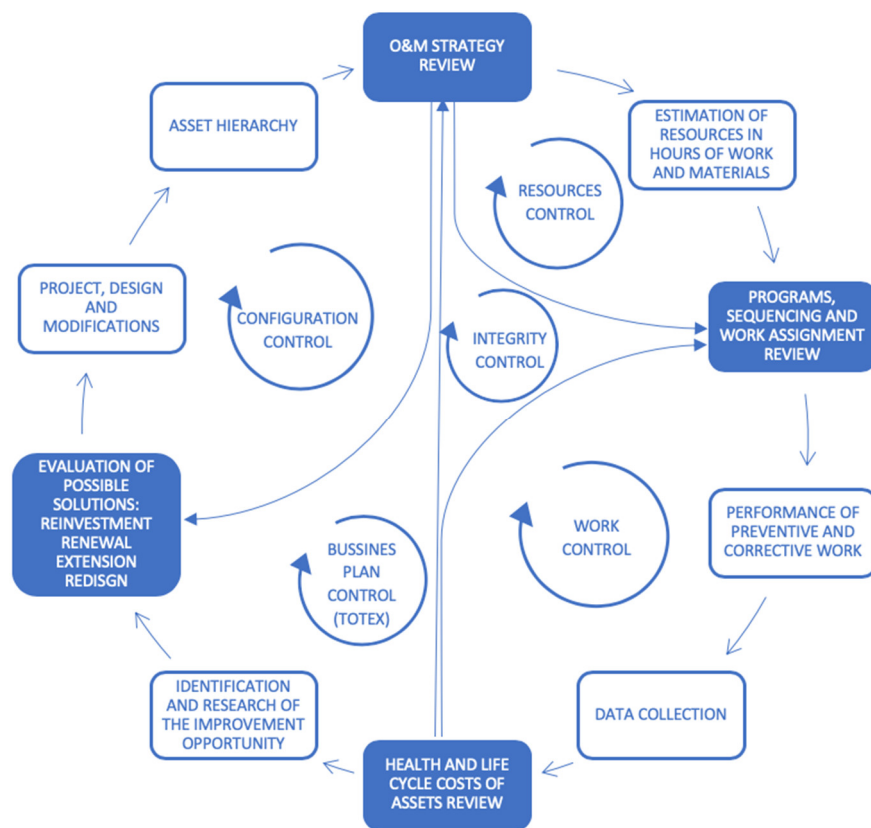 O&M STRATEGY
REVIEW
ASSET HIERARCHY
ESTIMATION OF
RESOURCES IN
HOURS OF WORK
AND MATERIALS
RESOURCES
CONTROL
PROJECT, DESIGN
AND
MODIFICATIONS
CONFIGURATION
CONTROL
INTEGRITY
CONTROL
PROGRAMS,
SEQUENCING AND
WORK ASSIGNMENT
REVIEW
EVALUATION OF
POSSIBLE
SOLUTIONS:
REINVESTMENT
RENEWAL
EXTENSION
REDISGN
BUSSINES
PLAN
CONTROL
(TOTEX)
WORK
CONTROL
PERFORMANCE OF
PREVENTIVE AND
CORRECTIVE WORK
IDENTIFICATION
AND RESEARCH OF
THE IMPROVEMENT
OPPORTUNITY
DATA COLLECTION
HEALTH AND LIFE
CYCLE COSTS OF
ASSETS REVIEW